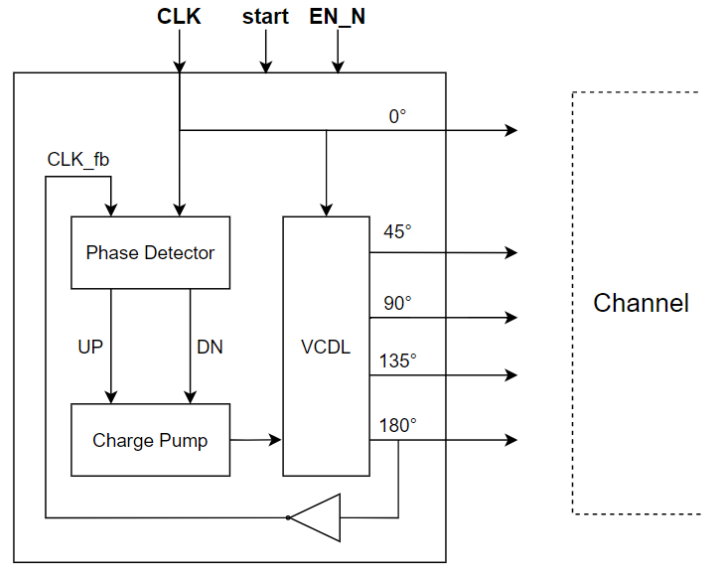 CLK start EN_N
0°
CLK_fb
45°
Phase Detector
90°
Channel
UP DN VCDL
135°
180°
Charge Pump